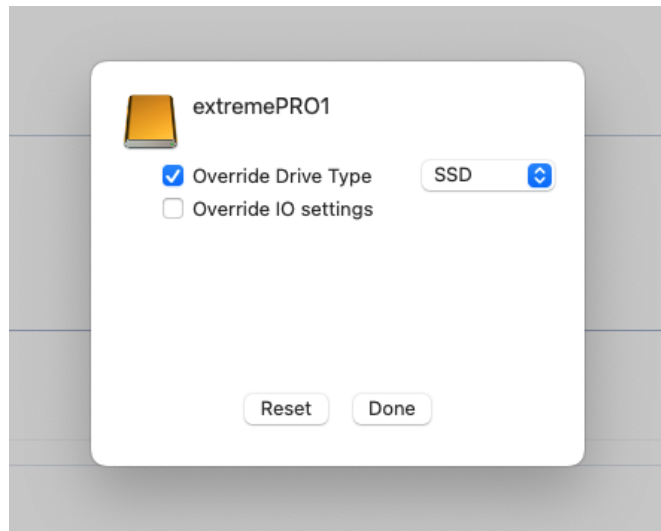 extremePRO1
Override Drive Type SSD
Override IO settings
Reset Done